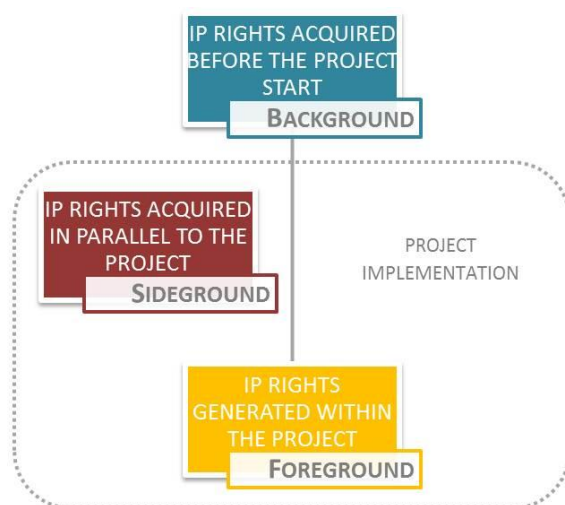 IP RIGHTS ACQUIRED
BEFORE THE PROJECT
START
BACKGROUND
IP RIGHTS ACQUIRED
IN PARALLEL TO THE
PROJECT
SIDEGROUND
PROJECT
IMPLEMENTATION
IP RIGHTS
GENERATED WITHIN
THE PROJECT
FOREGROUND